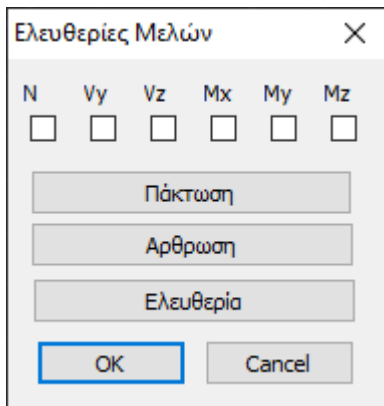 Ελευθερίες Μελών
N Vy Vz Mx My Mz
Πάκτωση
Αρθρωση
Ελευθερία
OK Cancel